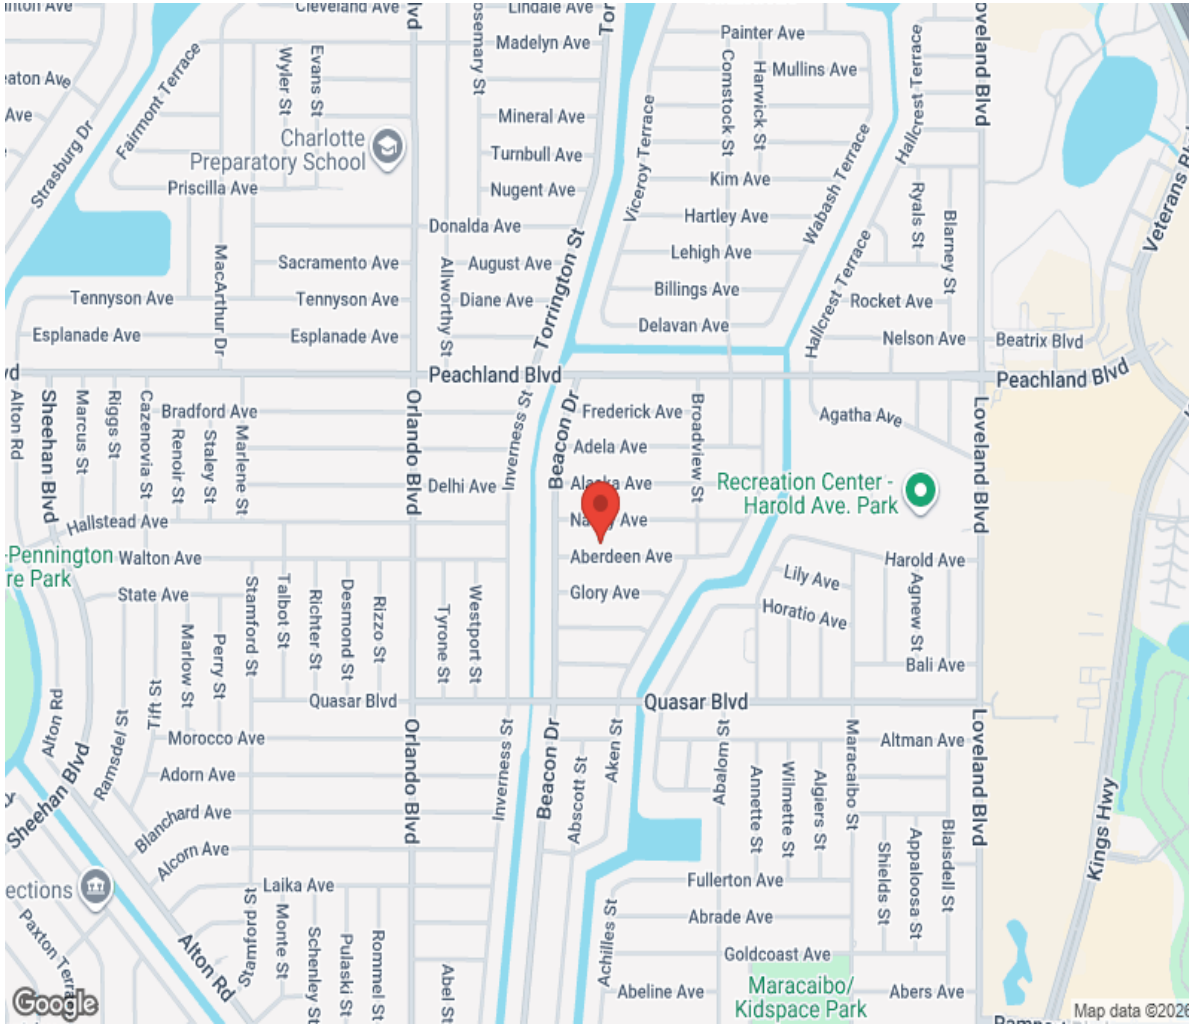 Cleveland Ave
Lindale Ave
Painter Ave
Madelyn Ave
Mullins Ave
Wyler St
Evans St
Rosemary St
Comstock St
Harwick St
Hallcrest Terrace
Loveland Blvd
Ave
Fairmont Terrace
Strasburg Dr
Mineral Ave
Charlotte
Preparatory School
Turnbull Ave
Viceroy Terrace
Wabash Terrace
Priscilla Ave
Nugent Ave
Kim Ave
Ryals St
Blarney St
Veterans Blvd
Donalda Ave
Hartley Ave
MacArthur Dr
Sacramento Ave
Allworthy St
August Ave
Torrington St
Lehigh Ave
Hallcrest Terrace
Tennyson Ave
Tennyson Ave
Diane Ave
Billings Ave
Rocket Ave
Esplanade Ave
Esplanade Ave
Delavan Ave
Nelson Ave
Beatrix Blvd
Peachland Blvd
Peachland Blvd
Alton Rd
Sheehan Blvd
Marcus St
Riggs St
Cazenovia St
Bradford Ave
Renoir St
Staley St
Marlene St
Orlando Blvd
Inverness St
Beacon Dr
Frederick Ave
Broadview St
Agatha Ave
Loveland Blvd
Adela Ave
Delhi Ave
Alaska Ave
Recreation Center -
Harold Ave. Park
Hallstead Ave
Ave
-Pennington
re Park
Walton Ave
Aberdeen Ave
Harold Ave
State Ave
Stamford St
Talbot St
Richter St
Desmond St
Rizzo St
Tyrone St
Westport St
Glory Ave
Lily Ave
Horatio Ave
Agnew St
Marlow St
Perry St
Bali Ave
Alton Rd
Ramsdel St
Tift St
Quasar Blvd
Quasar Blvd
Morocco Ave
Orlando Blvd
Inverness St
Beacon Dr
Abscott St
Aken St
Abalom St
Altman Ave
Maracaibo St
Loveland Blvd
Sheehan Blvd
Adorn Ave
Annette St
Wilmette St
Algiers St
Kings Hwy
Blanchard Ave
Alcorn Ave
Shields St
Appaloosa St
Blaisdell St
ections
Laika Ave
Fullerton Ave
Paxton Terra
Alton Rd
Stamford St
Monte St
Schenley St
Pulaski St
Rommel St
Abel St
Achilles St
Abrade Ave
Goldcoast Ave
Maracaibo/
Kidspace Park
Abeline Ave
Abers Ave
Google
Map data ©2026